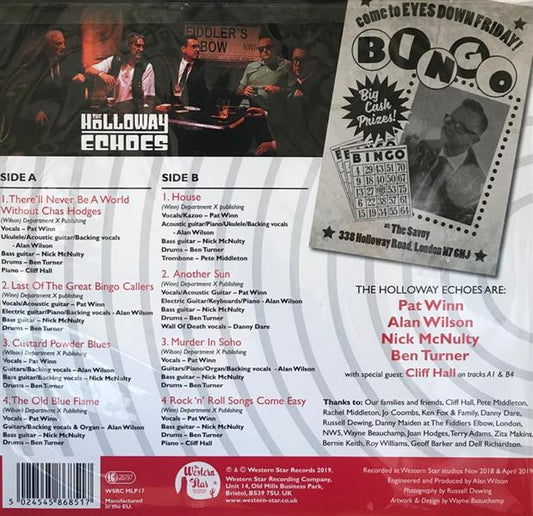 FIDDLER'S
BOW NW5
THE
HOLLOWAY
ECHOES
come to EYES DOWN FRIDAY!
BINGO
Big
Cash
Prizes!
BINGO
at: The Savoy
338 Holloway Road, London N7 6NJ
SIDE A
1. There'll Never Be A World
Without Chas Hodges
(Wilson) Department X Publishing
Vocals – Pat Winn
Ukulele/Acoustic guitar/Backing vocals
- Alan Wilson
Bass guitar – Nick McNulty
Drums – Ben Turner
Piano – Cliff Hall
2. Last Of The Great Bingo Callers
(Winn) Department X publishing
Vocals/Acoustic guitar – Pat Winn
Electric guitar/Piano/Backing vocals - Alan Wilson
Bass guitar – Nick McNulty
Drums – Ben Turner
3. Custard Powder Blues
(Wilson) Department X Publishing
Vocals – Pat Winn
Guitars/Backing vocals – Alan Wilson
Bass guitar – Nick McNulty
Drums – Ben Turner
4. The Old Blue Flame
Vocals – Pat Winn
Guitars/Backing vocals & Organ – Alan Wilson
Bass guitar – Nick McNulty
Drums – Ben Turner
SIDE B
1. House
(Winn) Department X publishing
Vocals/Kazoo – Pat Winn
Acoustic guitar/Piano/Ukulele/Backing vocals
- Alan Wilson
Bass guitar – Nick McNulty
Drums – Ben Turner
Trombone – Pete Middleton
2. Another Sun
(Winn) Department X publishing
Vocals/Acoustic Guitar – Pat Winn
Electric Guitar/Keyboards/Piano - Alan Wilson
Bass guitar – Nick McNulty
Drums – Ben Turner
Wall Of Death vocals – Danny Dare
3. Murder In Soho
(Winn) Department X publishing
Vocals – Pat Winn
Guitars/Piano/Organ/Backing vocals - Alan Wilson
Bass guitar – Nick McNulty
Drums – Ben Turner
4 Rock 'n' Roll Songs Come Easy
Vocals – Pat Winn
Guitars/Backing vocals – Alan Wilson
Bass guitar – Nick McNulty
Drums – Ben Turner
Piano – Cliff Hall
THE HOLLOWAY ECHOES ARE:
Pat Winn
Alan Wilson
Nick McNulty
Ben Turner
with special guest: Cliff Hall on tracks A1 & B4
Thanks to: Our families and friends, Cliff Hall, Pete Middleton,
Rachel Middleton, Jo Coombs, Ken Fox & Family, Danny Dare,
Russell Dewing, Danny Maiden at The Fiddlers Elbow, London,
NW5, Wayne Beauchamp, Joan Hodges, Terry Adams, Zita Makins,
Bernie Keith, Roy Williams, Geoff Barker and Dell Richardson.
5 024545 868517
WSRC MLP17
Manufactured
in the EU.
Western
Star
℗ & © Western Star Records 2019.
Western Star Recording Company,
Unit 14, Old Mills Business Park,
Bristol, BS39 7SU. UK
www.western-star.co.uk
Recorded at Western Star studios Nov 2018 & April 2019
Engineered and Produced by Alan Wilson
Photography by Russell Dewing
Artwork & Design by Wayne Beauchamp